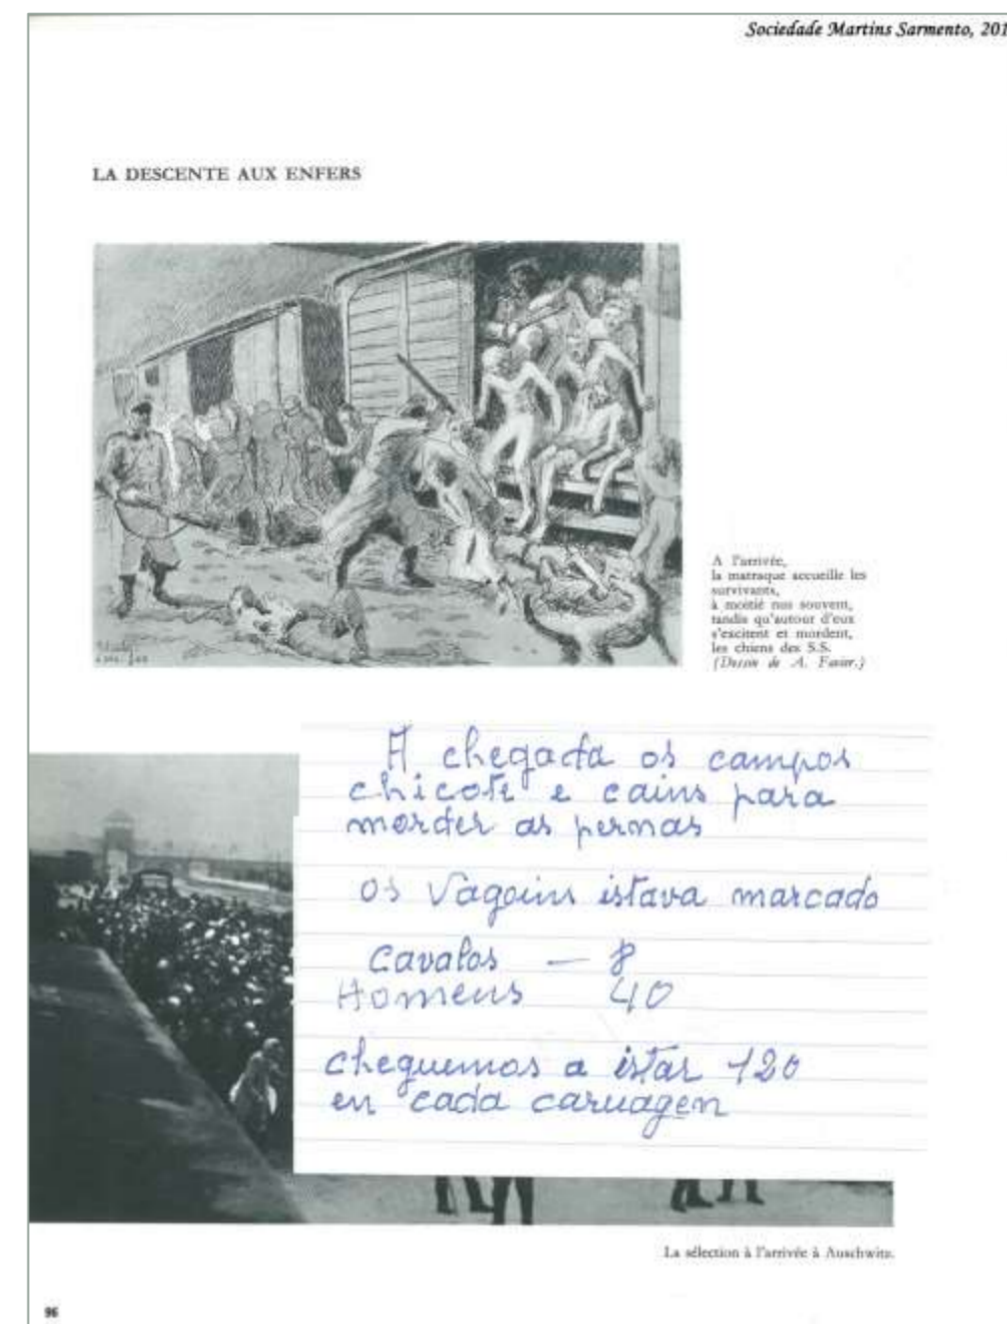 Sociedade Martins Sarmento, 201
LA DESCENTE AUX ENFERS
A l'arrivée,
la matraque accueille les
survivants,
à moitié nus souvent,
tandis qu'autour d'eux
s'excitent et mordent,
les chiens des S.S.
(Dessin de A. Favier.)
A chegada os campos
chicote e cains para
morder as pernas
os Vagoins istava marcado
Cavalos — 8
Homens 40
cheguemos a istar 120
en cada caruagen
La sélection à l'arrivée à Auschwitz.
96